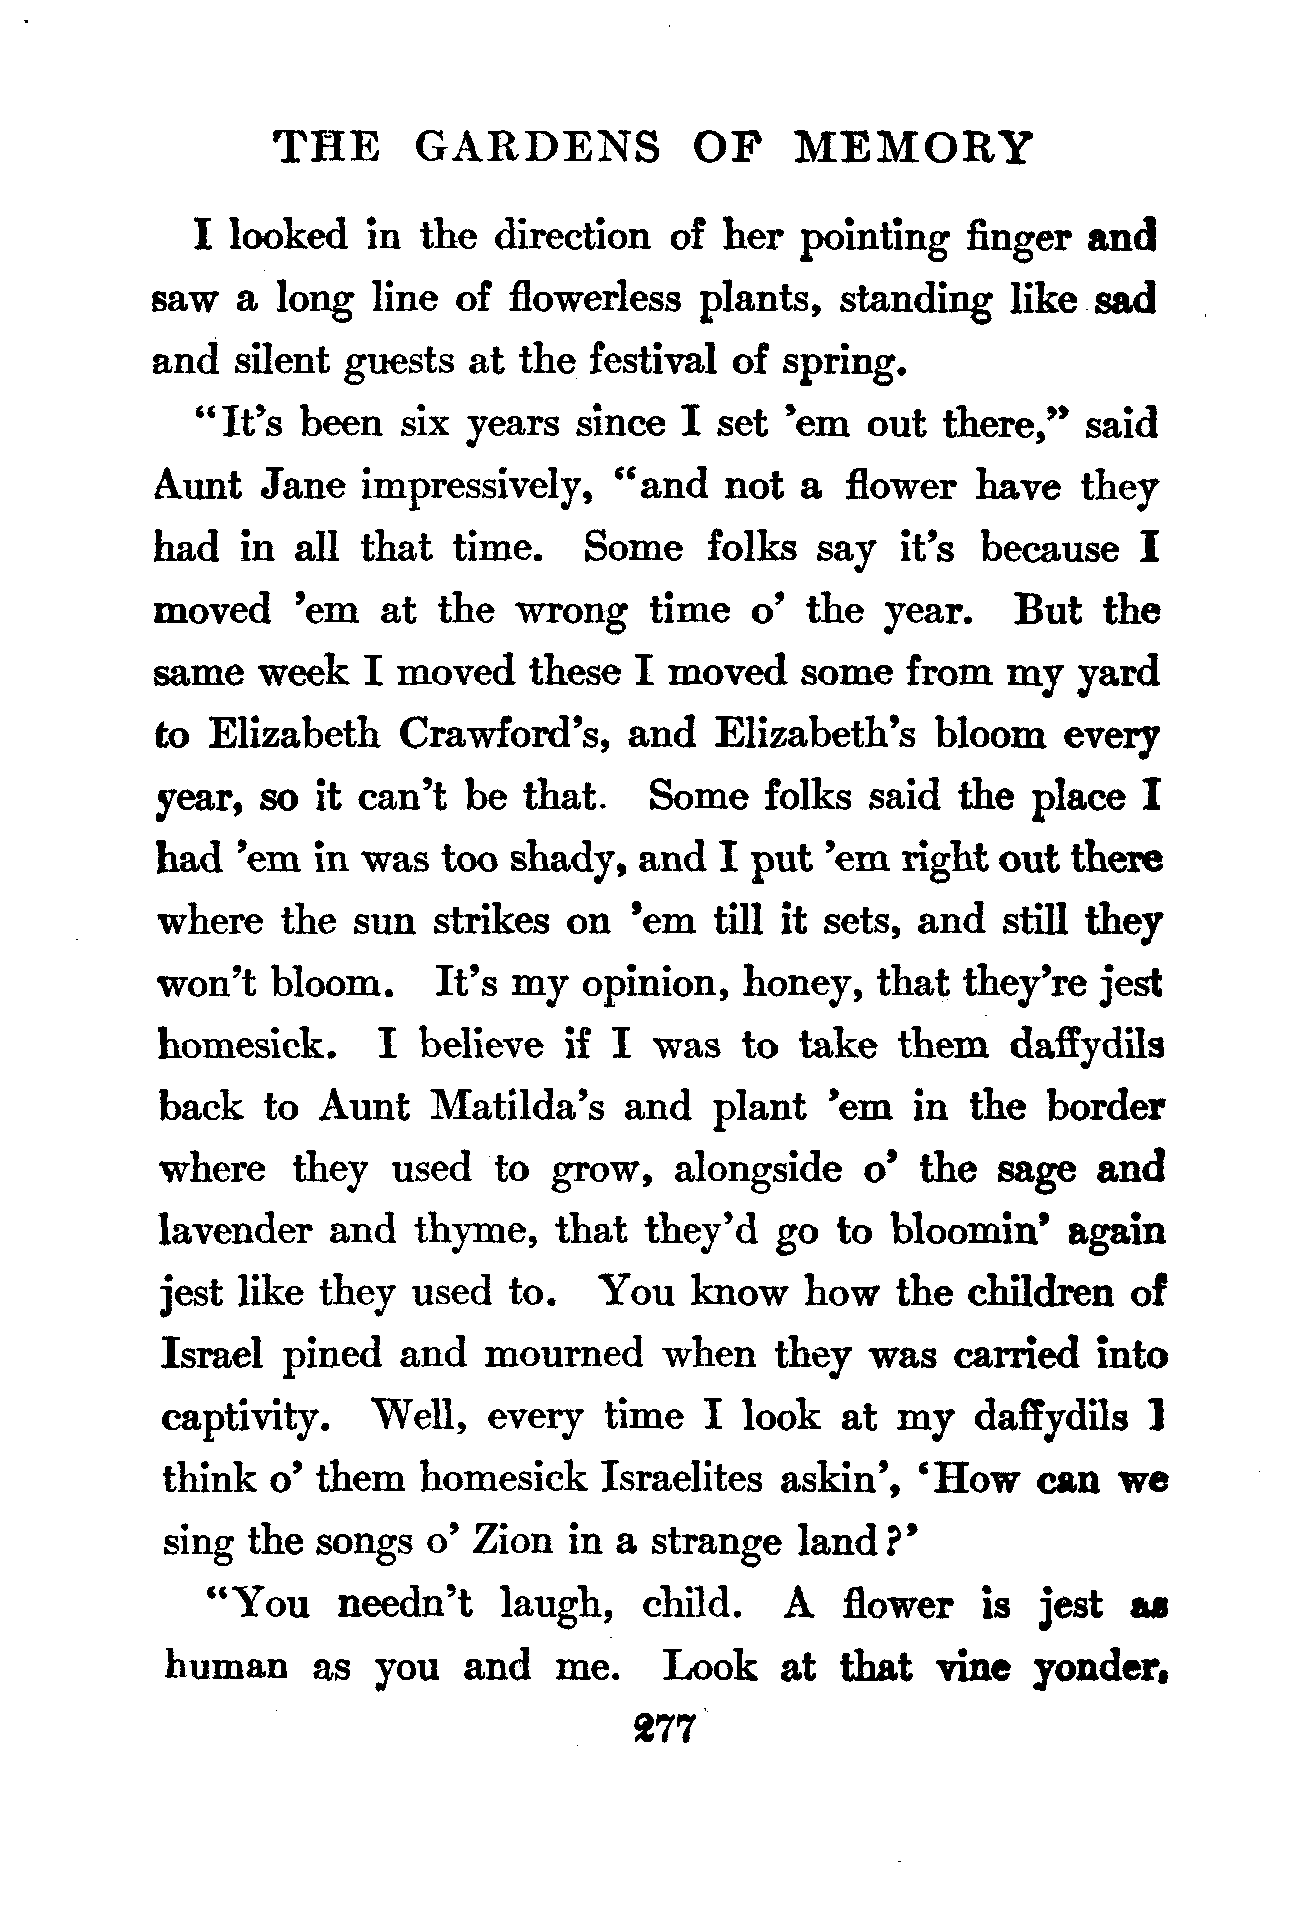 THE GARDENS OF MEMORY
I looked in the direction of her pointing finger and
saw a long line of flowerless plants, standing like sad
and silent guests at the festival of spring.
“It’s been six years since I set ’em out there,” said
Aunt Jane impressively, “and not a flower have they
had in all that time. Some folks say it’s because I
moved ’em at the wrong time o’ the year. But the
same week I moved these I moved some from my yard
to Elizabeth Crawford’s, and Elizabeth’s bloom every
year, so it can’t be that. Some folks said the place I
had ’em in was too shady, and I put ’em right out there
where the sun strikes on ’em till it sets, and still they
won’t bloom. It’s my opinion, honey, that they’re jest
homesick. I believe if I was to take them daffydils
back to Aunt Matilda’s and plant ’em in the border
where they used to grow, alongside o’ the sage and
lavender and thyme, that they’d go to bloomin’ again
jest like they used to. You know how the children of
Israel pined and mourned when they was carried into
captivity. Well, every time I look at my daffydils I
think o’ them homesick Israelites askin’, ‘How can we
sing the songs o’ Zion in a strange land?’
“You needn’t laugh, child. A flower is jest as
human as you and me. Look at that vine yonder,
277